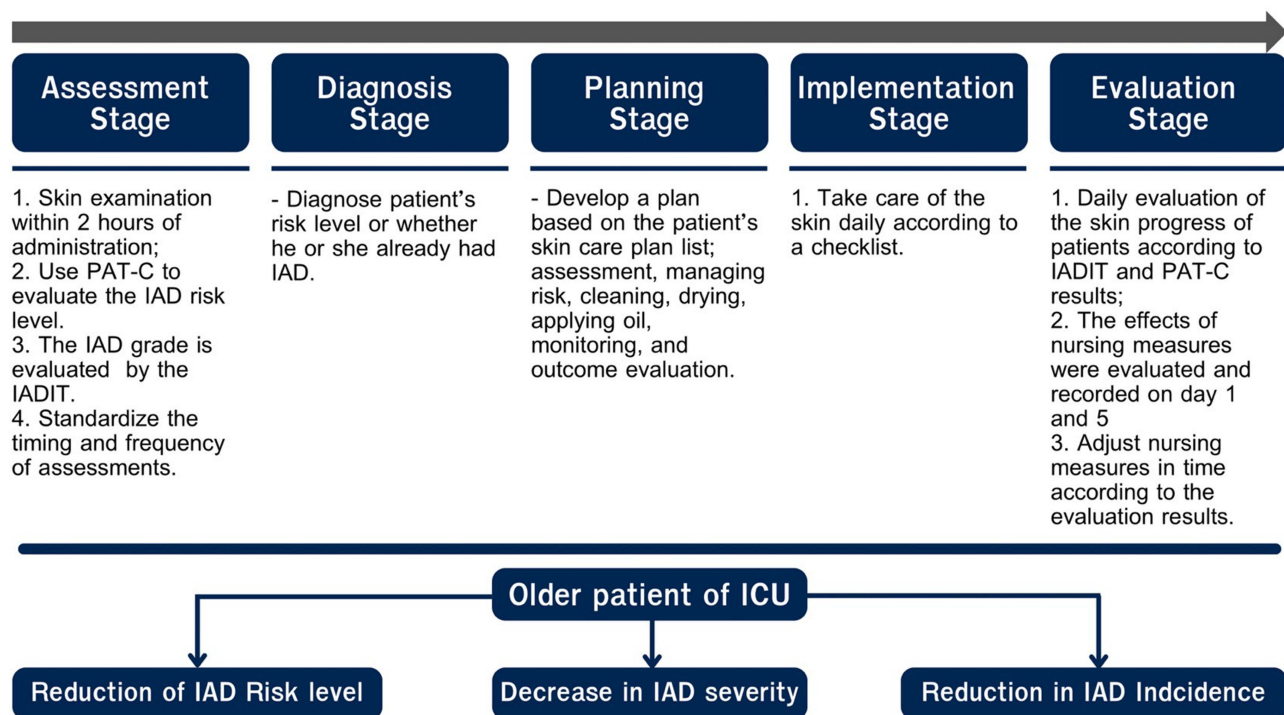 Assessment
Stage
Diagnosis
Stage
Planning
Stage
Implementation
Stage
Evaluation
Stage
1. Skin examination
within 2 hours of
administration;
2. Use PAT-C to
evaluate the IAD risk
level.
3. The IAD grade is
evaluated by the
IADIT.
4. Standardize the
timing and frequency
of assessments.
- Diagnose patient's
risk level or whether
he or she already had
IAD.
- Develop a plan
based on the patient's
skin care plan list;
assessment, managing
risk, cleaning, drying,
applying oil,
monitoring, and
outcome evaluation.
1. Take care of the
skin daily according to
a checklist.
1. Daily evaluation of
the skin progress of
patients according to
IADIT and PAT-C
results;
2. The effects of
nursing measures
were evaluated and
recorded on day 1
and 5
3. Adjust nursing
measures in time
according to the
evaluation results.
Older patient of ICU
Reduction of IAD Risk level
Decrease in IAD severity
Reduction in IAD Indcidence